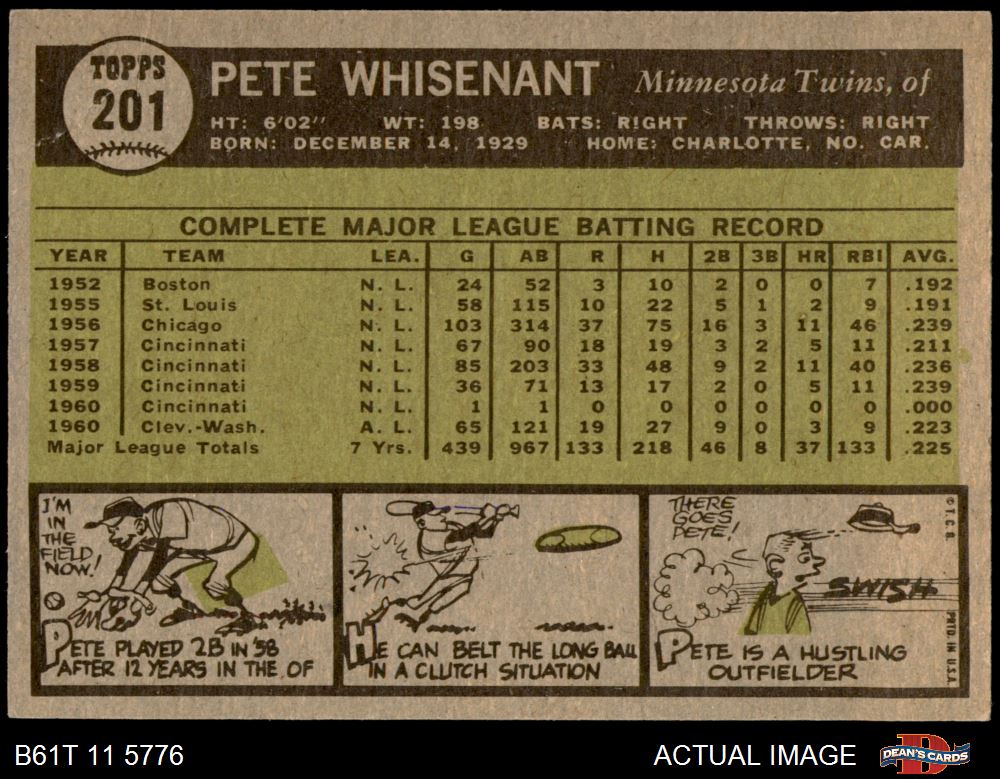 TOPPS
201
PETE WHISENANT Minnesota Twins, of
HT: 6'02" WT: 198 BATS: RIGHT THROWS: RIGHT
BORN: DECEMBER 14, 1929 HOME: CHARLOTTE, NO. CAR.
COMPLETE MAJOR LEAGUE BATTING RECORD
YEAR TEAM LEA. G AB R H 2B 3B HR RBI AVG.
1952 Boston N. L. 24 52 3 10 2 0 0 7 .192
1955 St. Louis N. L. 58 115 10 22 5 1 2 9 .191
1956 Chicago N. L. 103 314 37 75 16 3 11 46 .239
1957 Cincinnati N. L. 67 90 18 19 3 2 5 11 .211
1958 Cincinnati N. L. 85 203 33 48 9 2 11 40 .236
1959 Cincinnati N. L. 36 71 13 17 2 0 5 11 .239
1960 Cincinnati N. L. 1 1 0 0 0 0 0 0 .000
1960 Clev.-Wash. A. L. 65 121 19 27 9 0 3 9 .223
Major League Totals 7 Yrs. 439 967 133 218 46 8 37 133 .225
I'M
IN
THE
FIELD
NOW!
PETE PLAYED 2B IN '58
AFTER 12 YEARS IN THE OF
HE CAN BELT THE LONG BALL
IN A CLUTCH SITUATION
THERE
GOES
PETE!
SWISH
PETE IS A HUSTLING
OUTFIELDER
© T. C. G.
PRTD. IN U.S.A.
B61T 11 5776
ACTUAL IMAGE
D
DEAN'S CARDS